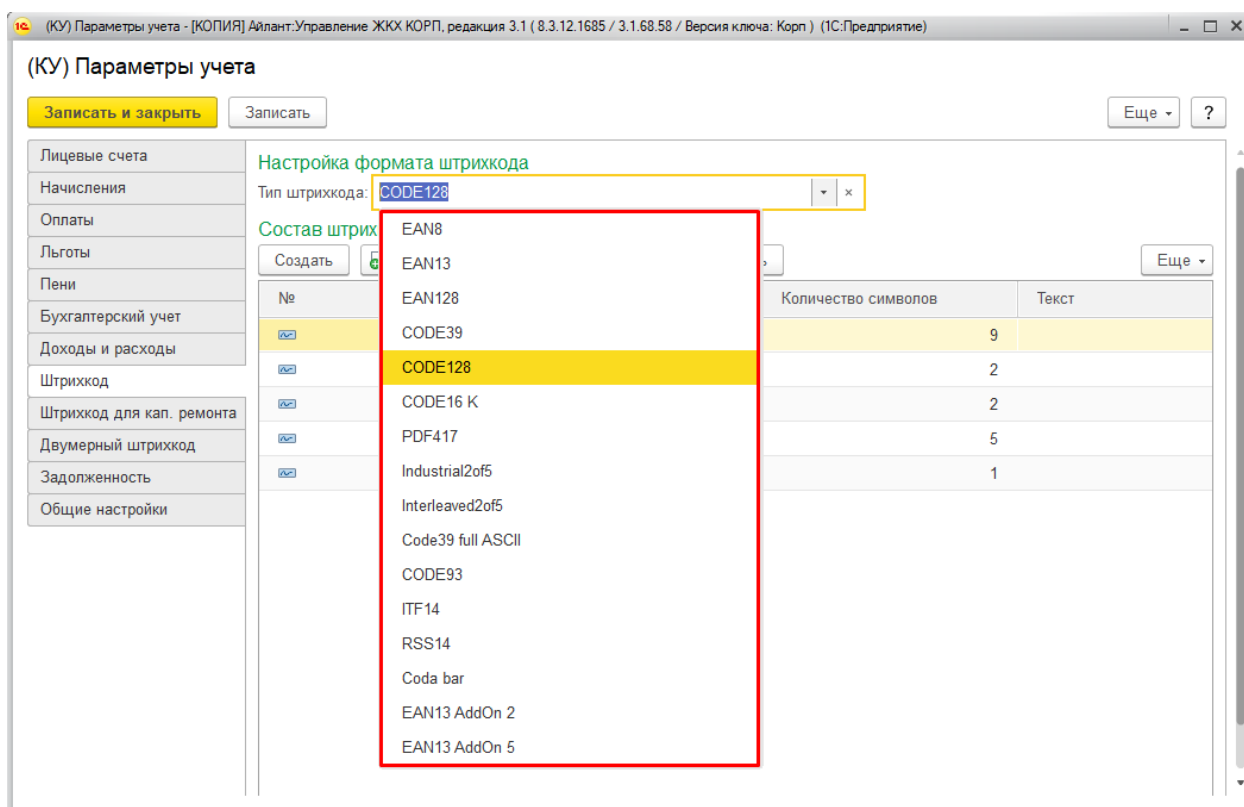 (КУ) Параметры учета - [КОПИЯ] Айлант:Управление ЖКХ КОРП, редакция 3.1 ( 8.3.12.1685 / 3.1.68.58 / Версия ключа: Корп ) (1С:Предприятие)
(КУ) Параметры учета
Записать и закрыть Записать Еще ?
Лицевые счета
Начисления
Оплаты
Льготы
Пени
Бухгалтерский учет
Доходы и расходы
Штрихкод
Штрихкод для кап. ремонта
Двумерный штрихкод
Задолженность
Общие настройки
Настройка формата штрихкода
Тип штрихкода: CODE128
Состав штрих
Создать Еще
№ Количество символов Текст
9
2
2
5
1
EAN8
EAN13
EAN128
CODE39
CODE128
CODE16 K
PDF417
Industrial2of5
Interleaved2of5
Code39 full ASCII
CODE93
ITF14
RSS14
Coda bar
EAN13 AddOn 2
EAN13 AddOn 5